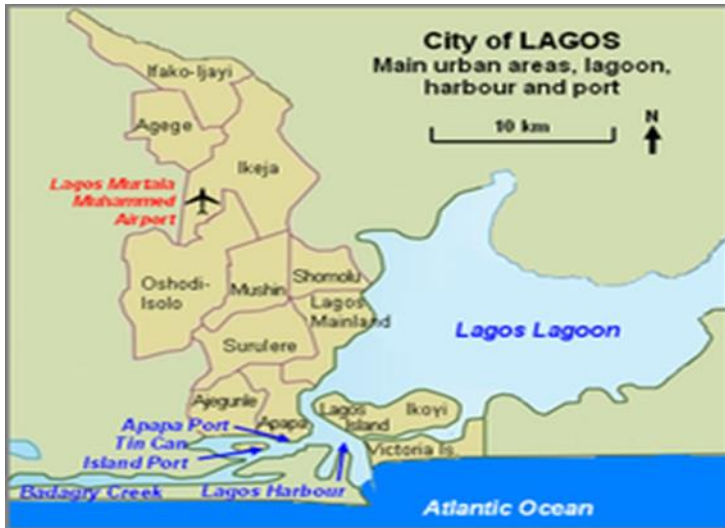 City of LAGOS
Main urban areas, lagoon,
harbour and port
10 km
N
Ifako-Ijayi
Agege
Ikeja
Lagos Murtala
Muhammed
Airport
Oshodi-
Isolo
Mushin
Shomolu
Lagos
Mainland
Lagos Lagoon
Surulere
Ajegunle
Apapa
Lagos
Island
Ikoyi
Victoria Is.
Apapa Port
Tin Can
Island Port
Badagry Creek
Lagos Harbour
Atlantic Ocean